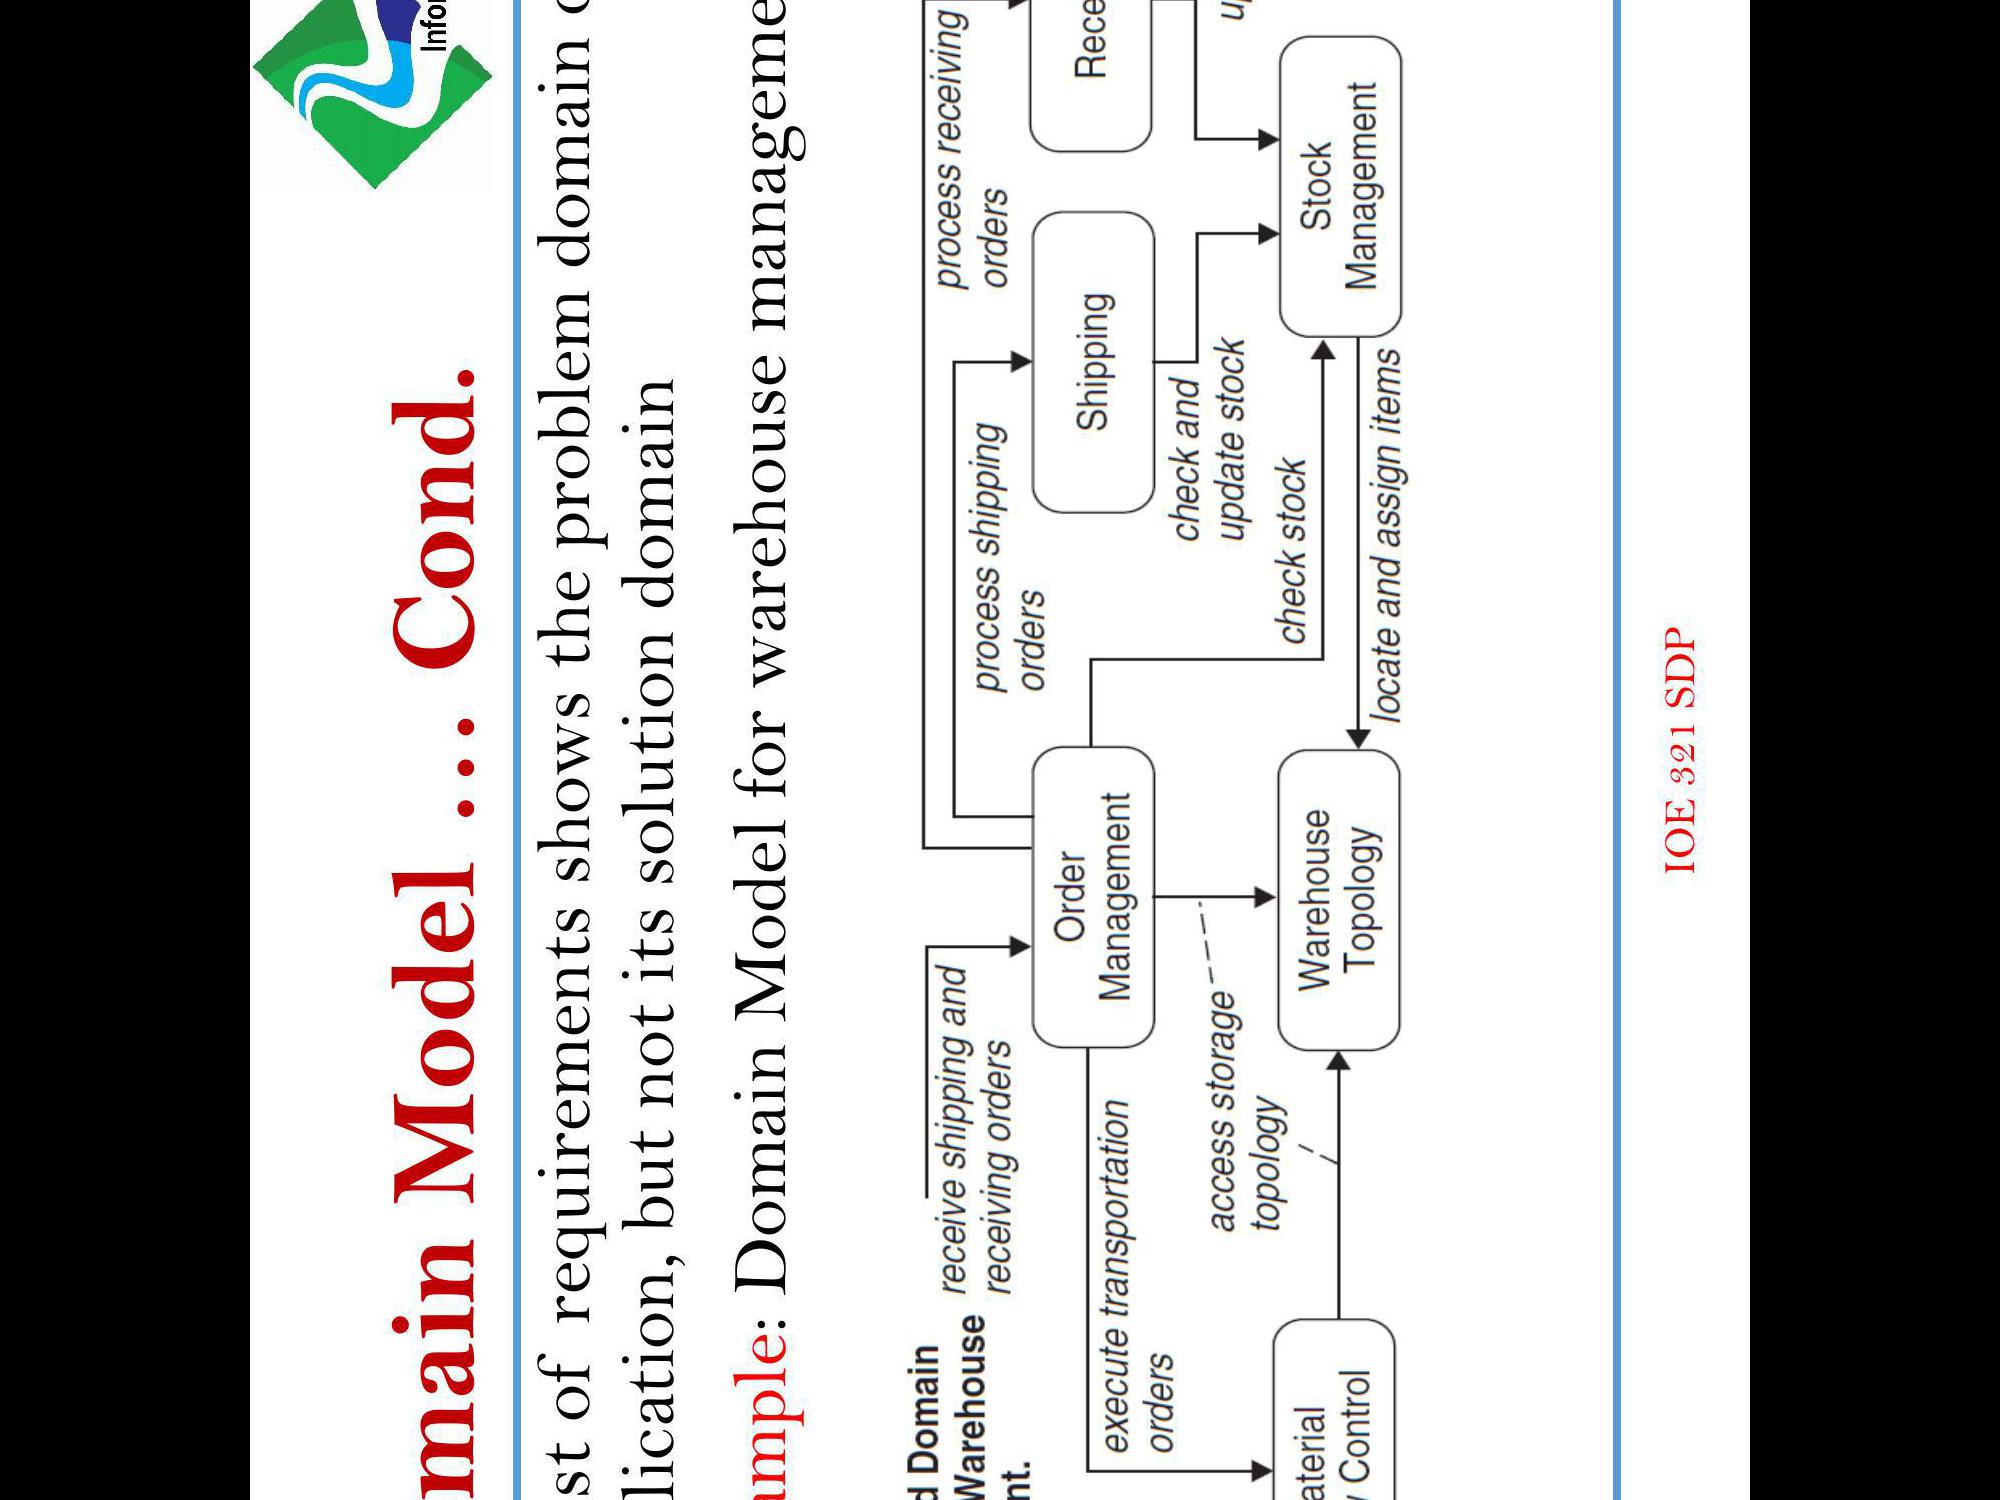 main Model … Cond.
Infor
st of requirements shows the problem domain
lication, but not its solution domain
ample: Domain Model for warehouse manageme
d Domain
Warehouse
nt.
receive shipping and
receiving orders
process shipping
orders
process receiving
orders
Order
Management
Shipping
Rece
execute transportation
orders
access storage
topology
check and
update stock
check stock
up
aterial
Control
Warehouse
Topology
locate and assign items
Stock
Management
IOE 321 SDP